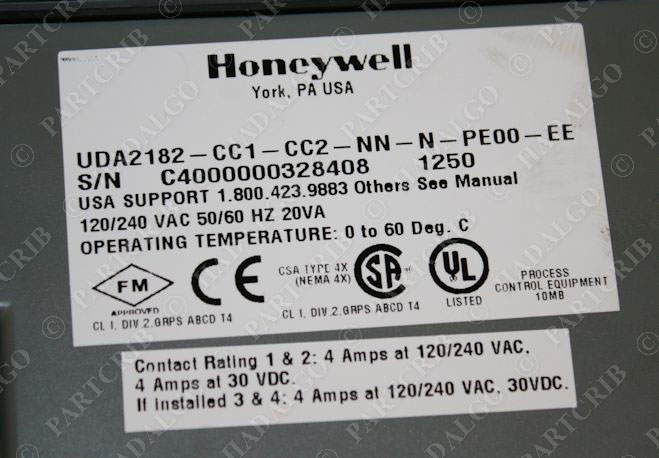 Honeywell
York, PA USA
UDA2182-CC1-CC2-NN-N-PE00-EE
S/N C4000000328408 1250
USA SUPPORT 1.800.423.9883 Others See Manual
120/240 VAC 50/60 HZ 20VA
OPERATING TEMPERATURE: 0 to 60 Deg. C
FM
APPROVED
CL I, DIV.2, GRPS ABCD T4
CE
CSA TYPE 4X
(NEMA 4X)
SA
CL I, DIV.2, GRPS ABCD T4
UL
LISTED
PROCESS
CONTROL EQUIPMENT
10MB
Contact Rating 1 & 2: 4 Amps at 120/240 VAC,
4 Amps at 30 VDC.
If Installed 3 & 4: 4 Amps at 120/240 VAC, 30VDC.
© PARTCRIB
© HADALGO